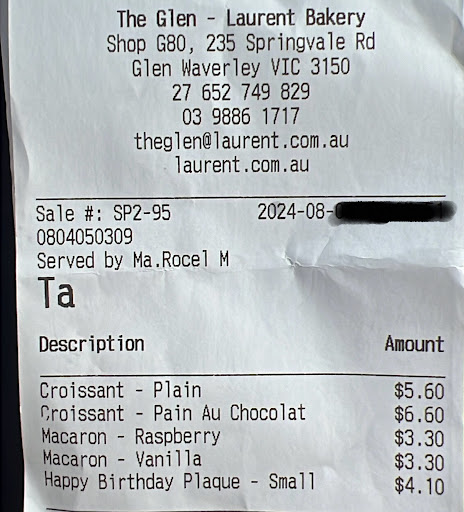 The Glen - Laurent Bakery
Shop G80, 235 Springvale Rd
Glen Waverley VIC 3150
27 652 749 829
03 9886 1717
theglen@laurent.com.au
laurent.com.au
Sale #: SP2-95 2024-08-
0804050309
Served by Ma.Rocel M
Ta
Description Amount
Croissant - Plain $5.60
Croissant - Pain Au Chocolat $6.60
Macaron - Raspberry $3.30
Macaron - Vanilla $3.30
Happy Birthday Plaque - Small $4.10